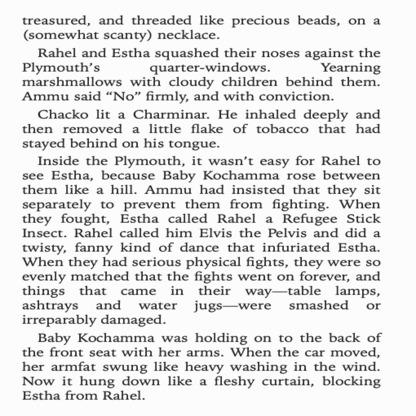 treasured, and threaded like precious beads, on a
(somewhat scanty) necklace.
Rahel and Estha squashed their noses against the
Plymouth’s quarter-windows. Yearning
marshmallows with cloudy children behind them.
Ammu said “No” firmly, and with conviction.
Chacko lit a Charminar. He inhaled deeply and
then removed a little flake of tobacco that had
stayed behind on his tongue.
Inside the Plymouth, it wasn’t easy for Rahel to
see Estha, because Baby Kochamma rose between
them like a hill. Ammu had insisted that they sit
separately to prevent them from fighting. When
they fought, Estha called Rahel a Refugee Stick
Insect. Rahel called him Elvis the Pelvis and did a
twisty, fanny kind of dance that infuriated Estha.
When they had serious physical fights, they were so
evenly matched that the fights went on forever, and
things that came in their way—table lamps,
ashtrays and water jugs—were smashed or
irreparably damaged.
Baby Kochamma was holding on to the back of
the front seat with her arms. When the car moved,
her armfat swung like heavy washing in the wind.
Now it hung down like a fleshy curtain, blocking
Estha from Rahel.